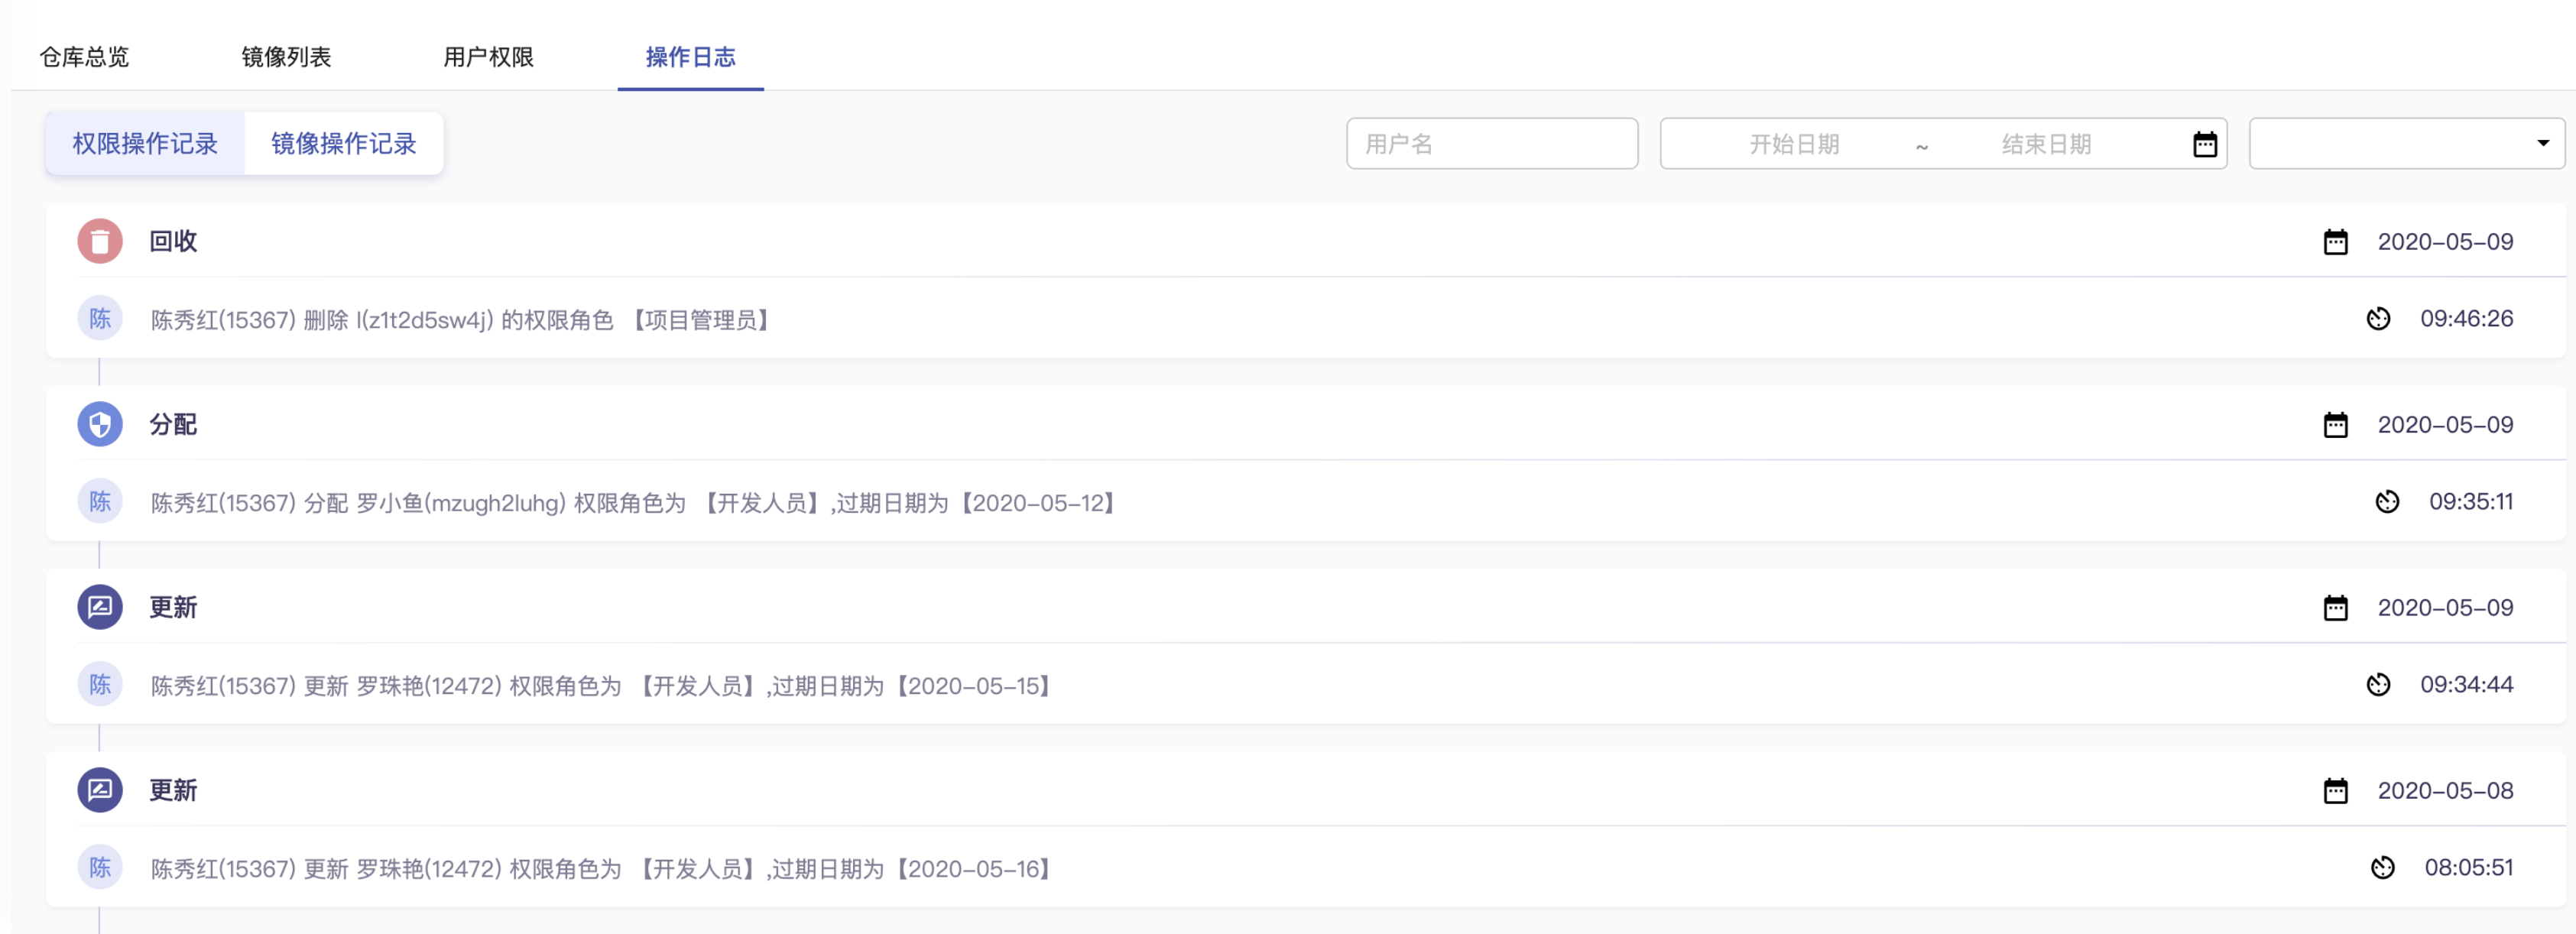 仓库总览 镜像列表 用户权限 操作日志
权限操作记录 镜像操作记录 用户名 开始日期 ~ 结束日期
回收 2020-05-09
陈 陈秀红(15367) 删除 l(z1t2d5sw4j) 的权限角色 【项目管理员】 09:46:26
分配 2020-05-09
陈 陈秀红(15367) 分配 罗小鱼(mzugh2luhg) 权限角色为 【开发人员】,过期日期为【2020-05-12】 09:35:11
更新 2020-05-09
陈 陈秀红(15367) 更新 罗珠艳(12472) 权限角色为 【开发人员】,过期日期为【2020-05-15】 09:34:44
更新 2020-05-08
陈 陈秀红(15367) 更新 罗珠艳(12472) 权限角色为 【开发人员】,过期日期为【2020-05-16】 08:05:51